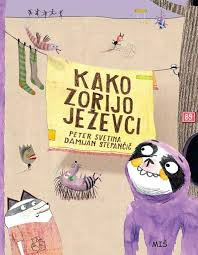 KAKO
ZORIJO
JEŽEVCI
PETER SVETINA
DAMIJAN STEPANČIČ
MIŠ